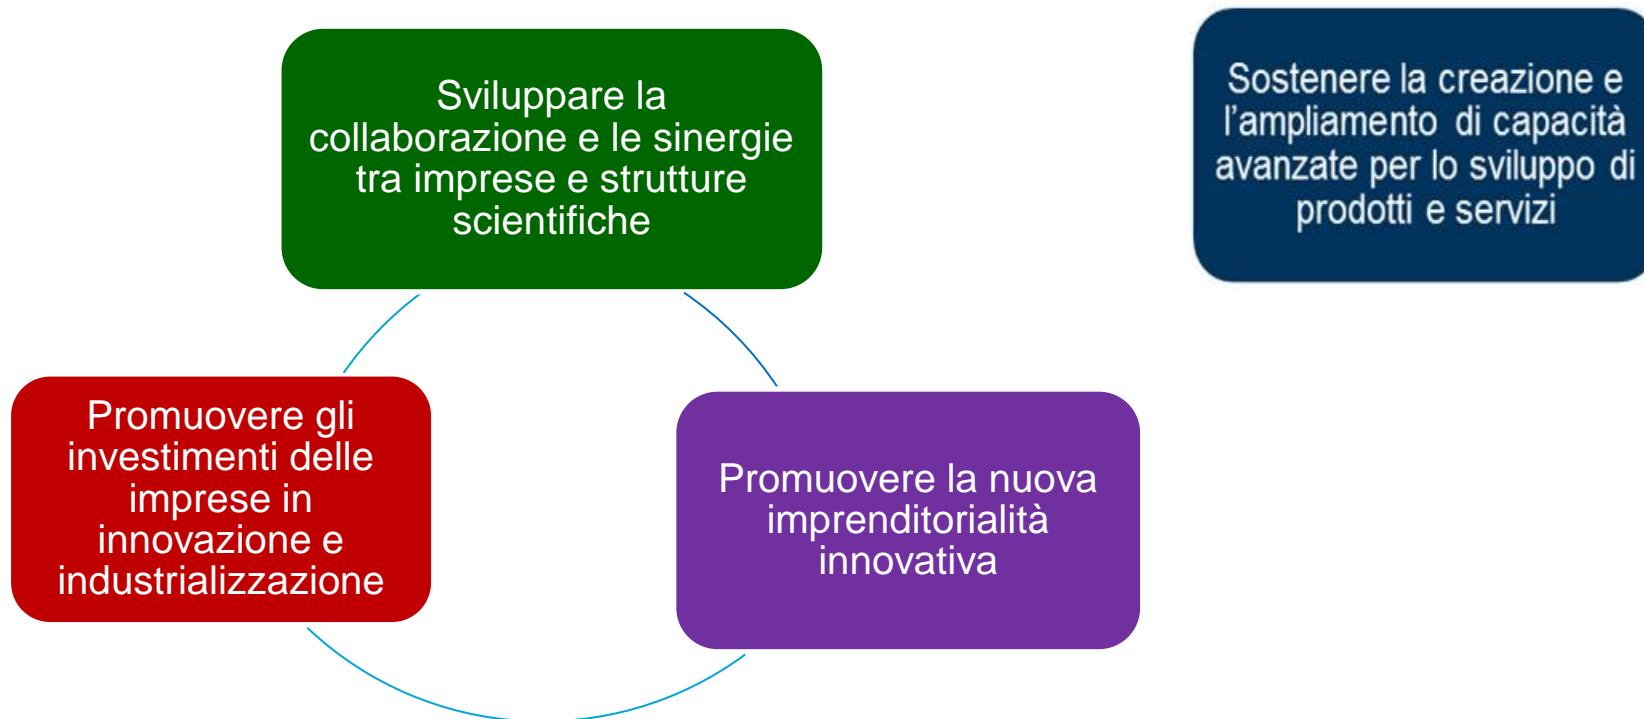 Sviluppare la
collaborazione e le sinergie
tra imprese e strutture
scientifiche
Sostenere la creazione e
l'ampliamento di capacità
avanzate per lo sviluppo di
prodotti e servizi
Promuovere gli
investimenti delle
imprese in
innovazione e
industrializzazione
Promuovere la nuova
imprenditorialità
innovativa